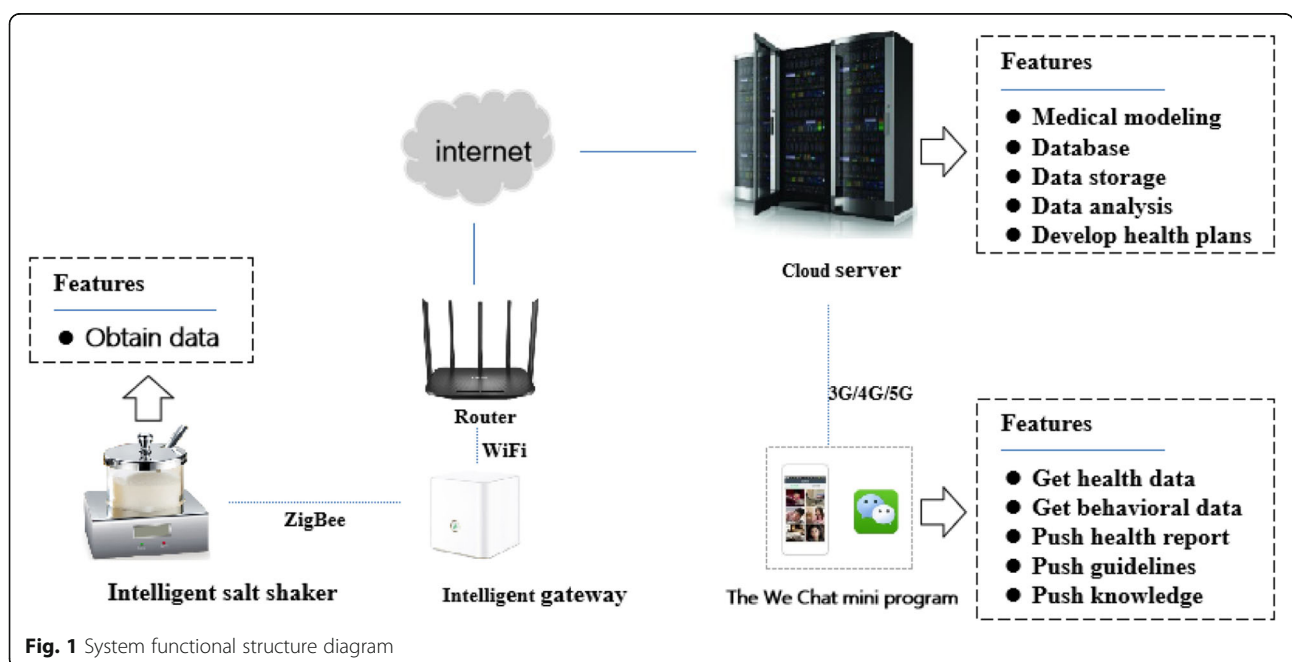 internet
Features
Medical modeling
Database
Data storage
Data analysis
Develop health plans
Cloud server
Features
Obtain data
Router
WiFi
3G/4G/5G
ZigBee
Intelligent salt shaker
Intelligent gateway
The We Chat mini program
Features
Get health data
Get behavioral data
Push health report
Push guidelines
Push knowledge
Fig. 1 System functional structure diagram